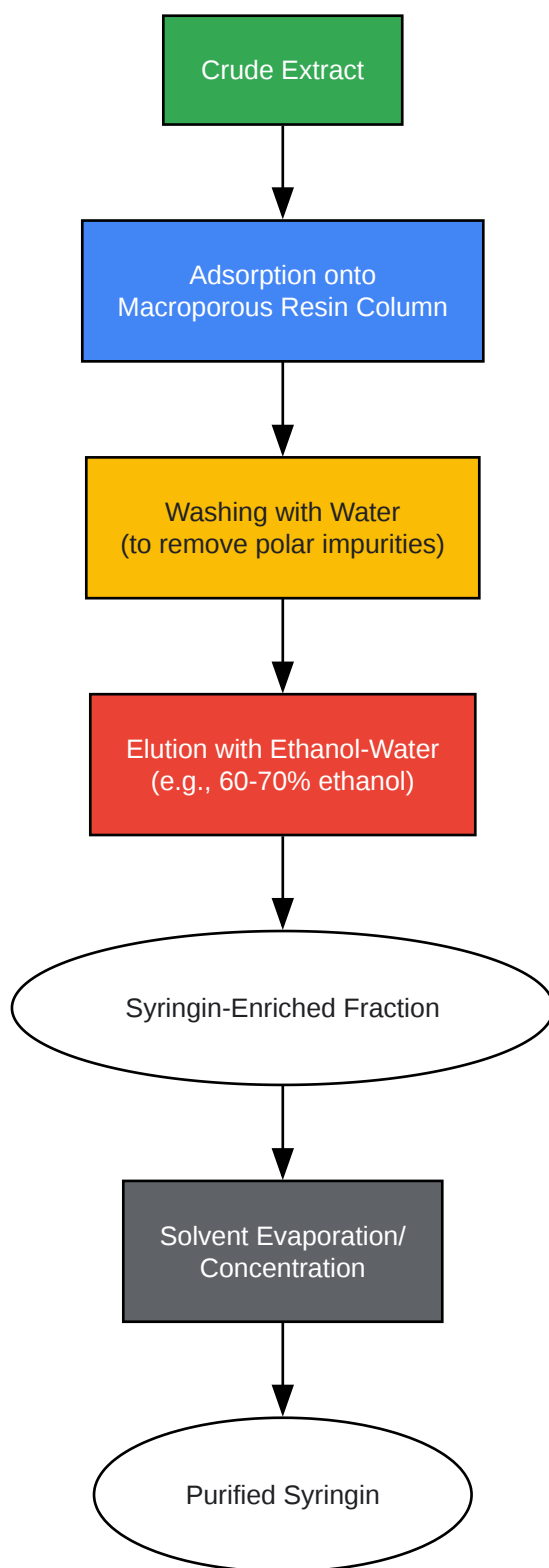 Crude Extract
Adsorption onto
Macroporous Resin Column
Washing with Water
(to remove polar impurities)
Elution with Ethanol-Water
(e.g., 60-70% ethanol)
Syringin-Enriched Fraction
Solvent Evaporation/
Concentration
Purified Syringin